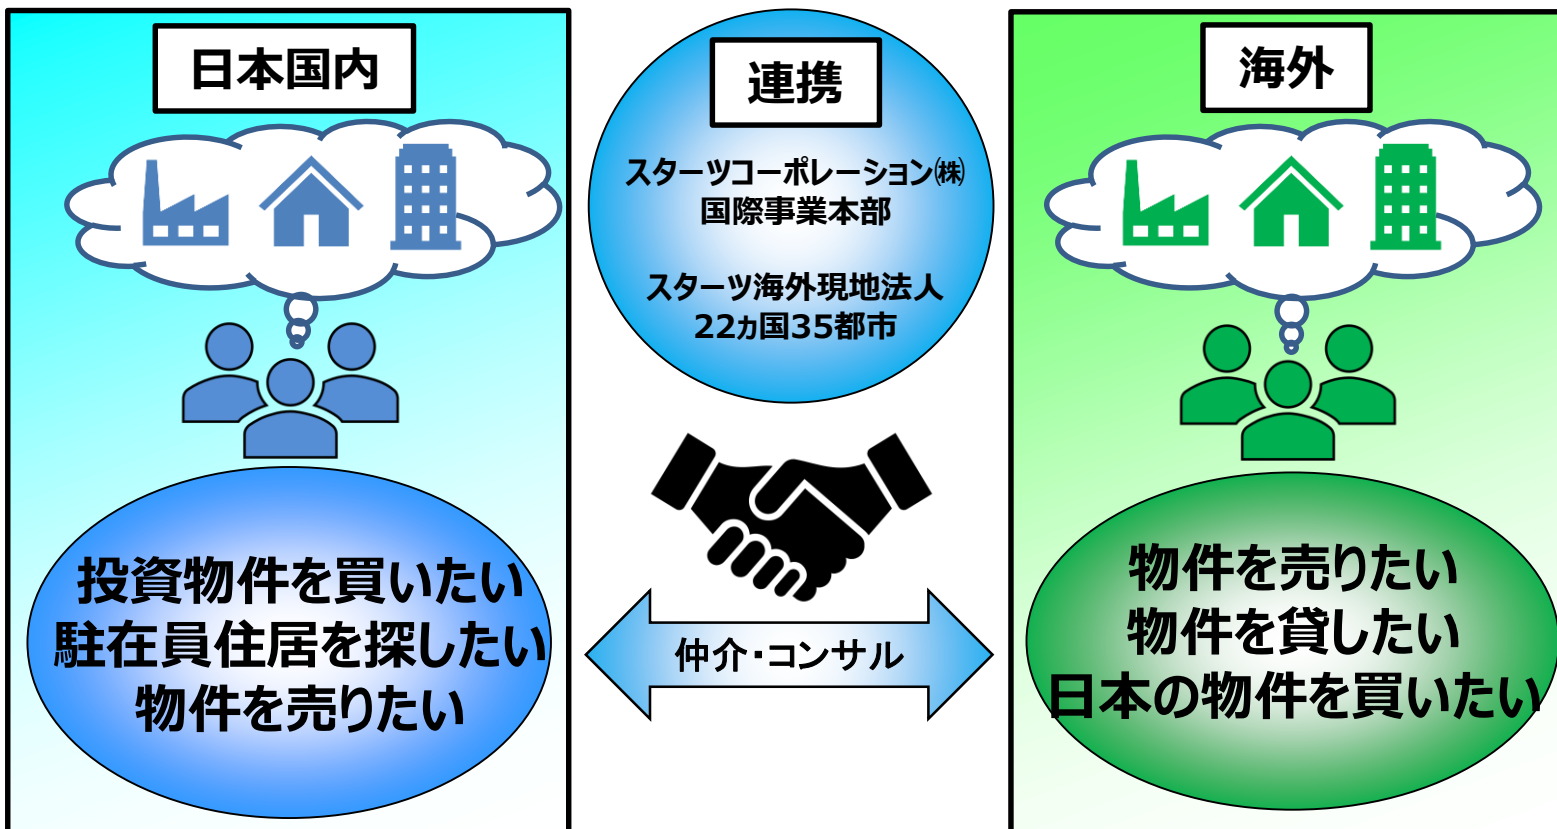 日本国内
投資物件を買いたい
駐在員住居を探したい
物件を売りたい
連携
スターツコーポレーション㈱
国際事業本部
スターツ海外現地法人
22ヵ国35都市
仲介・コンサル
海外
物件を売りたい
物件を貸したい
日本の物件を買いたい